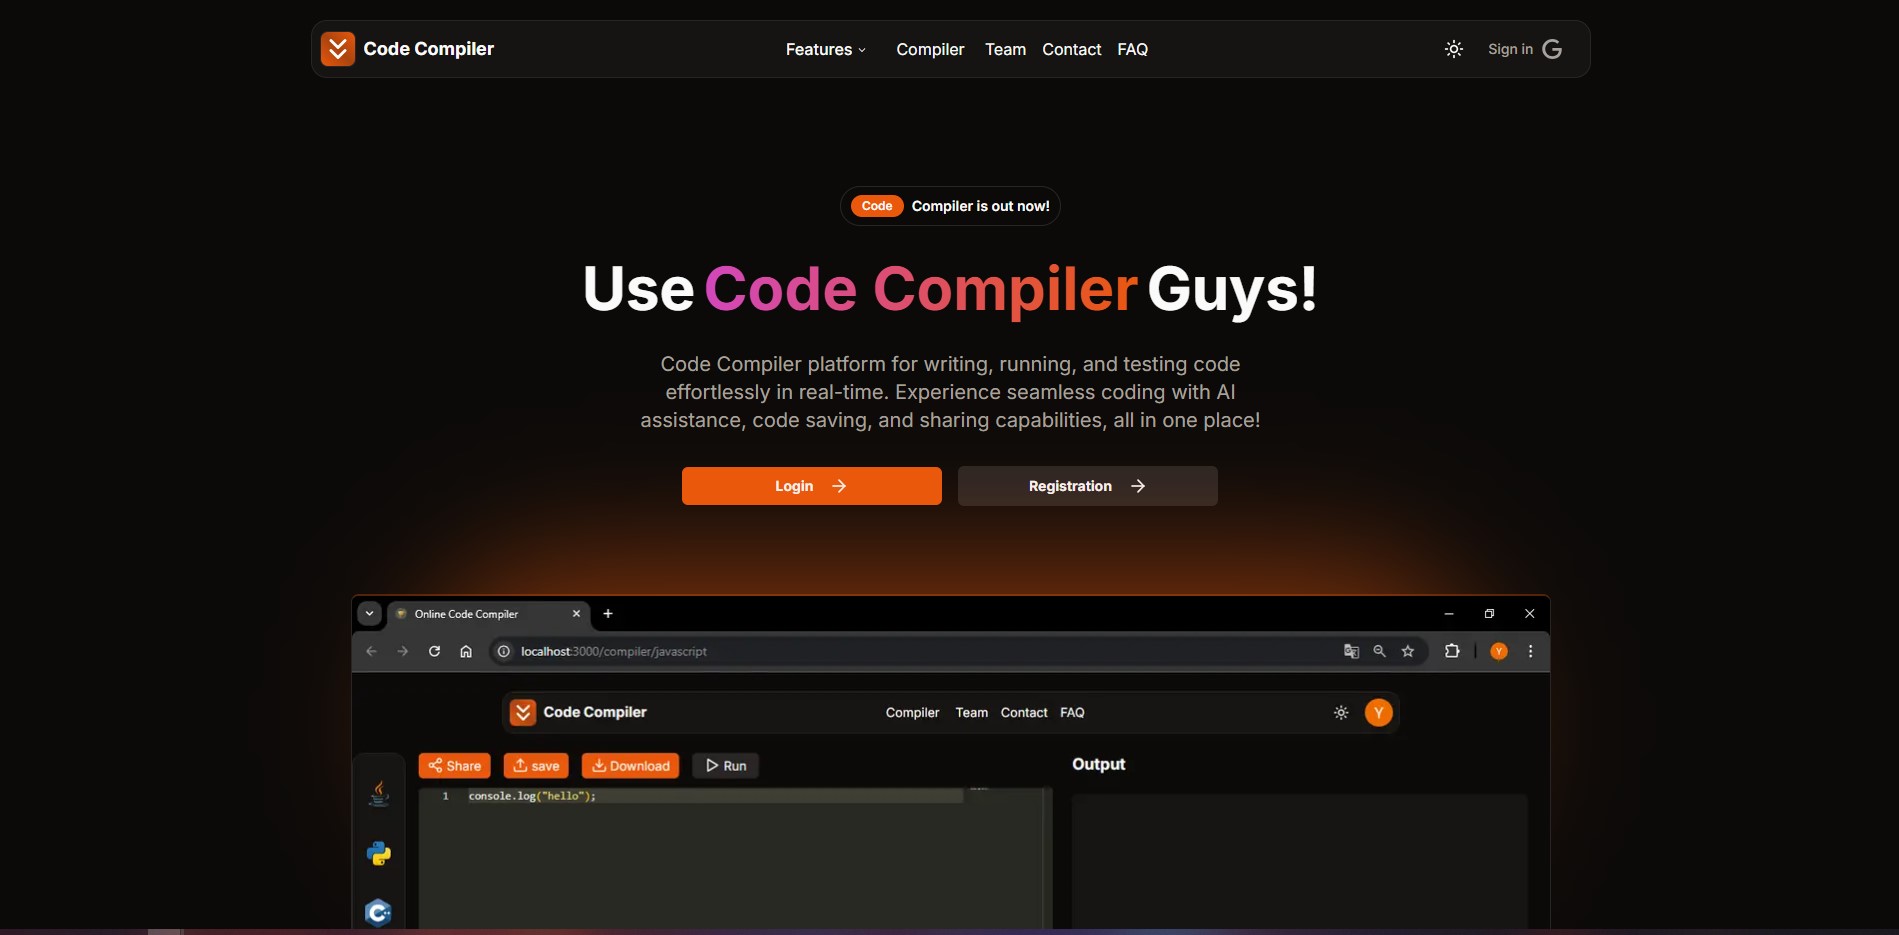 Code Compiler
Features Compiler Team Contact FAQ
Sign in
Code Compiler is out now!
Use Code Compiler Guys!
Code Compiler platform for writing, running, and testing code
effortlessly in real-time. Experience seamless coding with AI
assistance, code saving, and sharing capabilities, all in one place!
Login
Registration
Online Code Compiler
localhost:3000/compiler/javascript
Y
Code Compiler
Compiler Team Contact FAQ
Y
Share save Download Run
Output
1 console.log("hello");